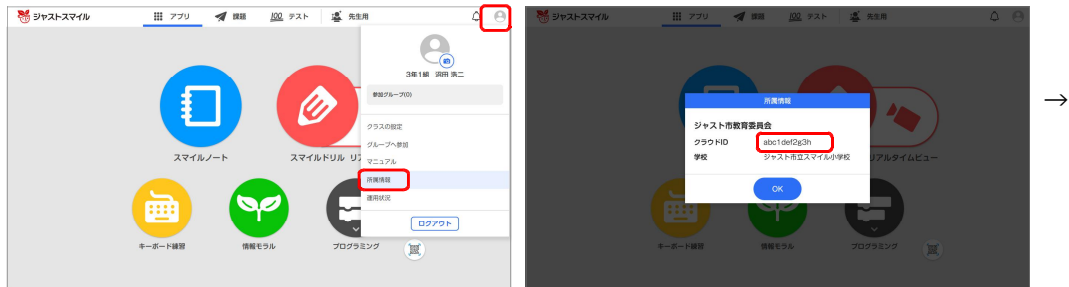 ジャストスマイル
アプリ
課題
100 テスト
先生用
3年1組 浜田 浩二
参加グループ(0)
クラスの設定
グループへ参加
マニュアル
所属情報
運用状況
ログアウト
スマイルノート
スマイルドリル リア
キーボード練習
情報モラル
プログラミング
ジャストスマイル
アプリ
課題
100 テスト
先生用
所属情報
ジャスト市教育委員会
クラウドID abc1def2g3h
学校 ジャスト市立スマイル小学校
OK
リアルタイムビュー
キーボード練習
情報モラル
プログラミング
→